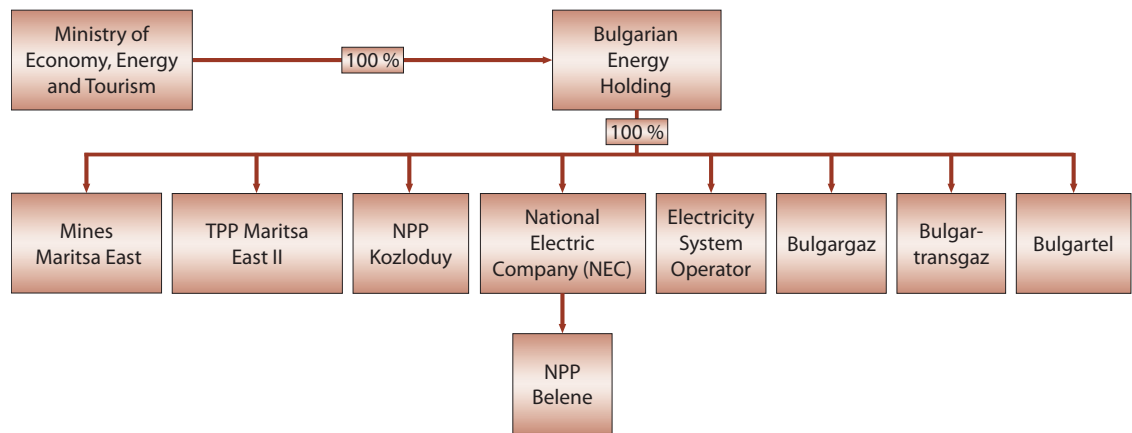 Ministry of
Economy, Energy
and Tourism
100 %
Bulgarian
Energy
Holding
100 %
Mines
Maritsa East
TPP Maritsa
East II
NPP
Kozloduy
National
Electric
Company (NEC)
Electricity
System
Operator
Bulgargaz
Bulgar-
transgaz
Bulgartel
NPP
Belene